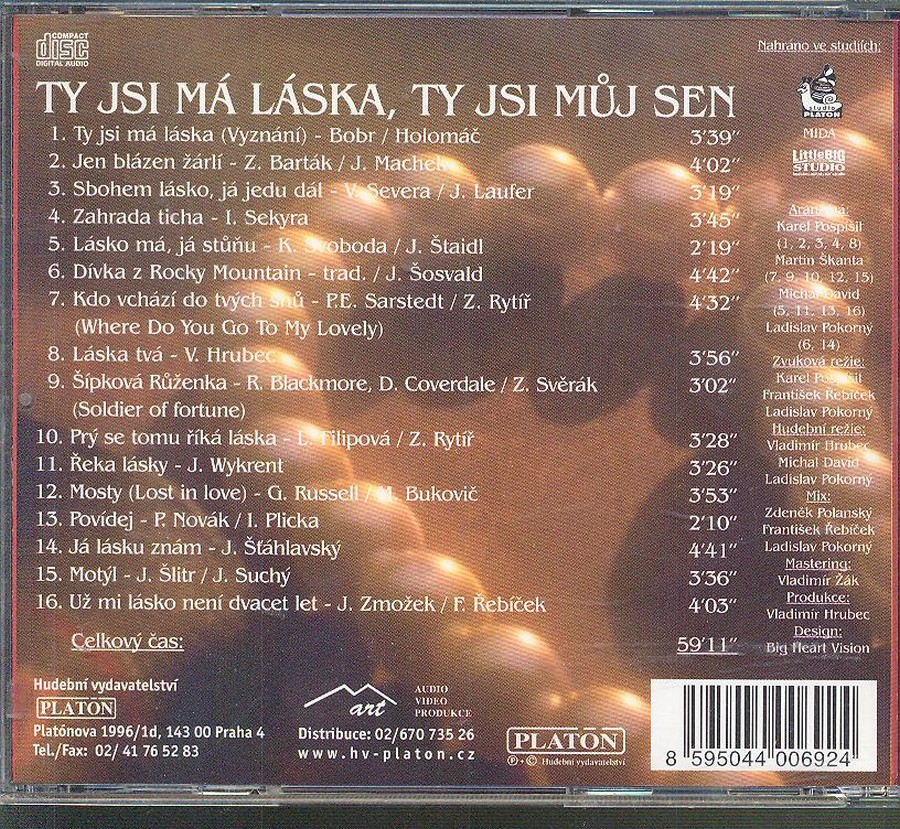 COMPACT
disc
DIGITAL AUDIO
TY JSI MÁ LÁSKA, TY JSI MŮJ SEN
1. Ty jsi má láska (Vyznání) - Bobr / Holomáč 3'39"
2. Jen blázen žárlí - Z. Barták / J. Machek 4'02"
3. Sbohem lásko, já jedu dál - V. Severa / J. Laufer 3'19"
4. Zahrada ticha - I. Sekyra 3'45"
5. Lásko má, já stůňu - K. Svoboda / J. Štaidl 2'19"
6. Dívka z Rocky Mountain - trad. / J. Šosvald 4'42"
7. Kdo vchází do tvých snů - P.E. Sarstedt / Z. Rytíř 4'32"
(Where Do You Go To My Lovely)
8. Láska tvá - V. Hrubec 3'56"
9. Šípková Růženka - R. Blackmore, D. Coverdale / Z. Svěrák 3'02"
(Soldier of fortune)
10. Prý se tomu říká láska - L. Filipová / Z. Rytíř 3'28"
11. Řeka lásky - J. Wykrent 3'26"
12. Mosty (Lost in love) - G. Russell / M. Bukovič 3'53"
13. Povídej - P. Novák / I. Plicka 2'10"
14. Já lásku znám - J. Šťáhlavský 4'41"
15. Motýl - J. Šlitr / J. Suchý 3'36"
16. Už mi lásko není dvacet let - J. Zmožek / F. Řebíček 4'03"
Celkový čas: 59'11"
Nahráno ve studiích:
studio
PLATON
MIDA
LittleBIG
STUDIO
Aranžmá:
Karel Pospíšil
(1, 2, 3, 4, 8)
Martin Škanta
(7, 9, 10, 12, 15)
Michal David
(5, 11, 13, 16)
Ladislav Pokorný
(6, 14)
Zvuková režie:
Karel Pospíšil
František Řebíček
Ladislav Pokorný
Hudební režie:
Vladimír Hrubec
Michal David
Ladislav Pokorný
Mix:
Zdeněk Polanský
František Řebíček
Ladislav Pokorný
Mastering:
Vladimír Žák
Produkce:
Vladimír Hrubec
Design:
Big Heart Vision
Hudební vydavatelství
PLATÓN
Platónova 1996/1d, 143 00 Praha 4
Tel./Fax: 02/ 41 76 52 83
art
AUDIO
VIDEO
PRODUKCE
Distribuce: 02/670 735 26
www.hv-platon.cz
PLATÓN
℗ • © Hudební vydavatelství
8 595044 006924